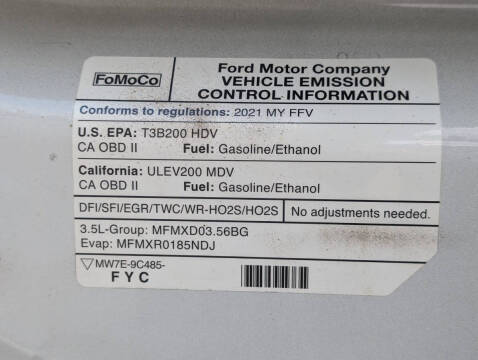 FoMoCo
Ford Motor Company
VEHICLE EMISSION
CONTROL INFORMATION
Conforms to regulations: 2021 MY FFV
U.S. EPA: T3B200 HDV
CA OBD II Fuel: Gasoline/Ethanol
California: ULEV200 MDV
CA OBD II Fuel: Gasoline/Ethanol
DFI/SFI/EGR/TWC/WR-HO2S/HO2S No adjustments needed.
3.5L-Group: MFMXD03.56BG
Evap: MFMXR0185NDJ
MW7E-9C485-
FYC